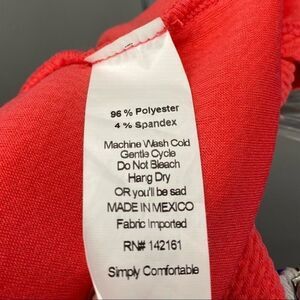 96 % Polyester
4 % Spandex
Machine Wash Cold
Gentle Cycle
Do Not Bleach
Hang Dry
OR you'll be sad
MADE IN MEXICO
Fabric Imported
RN# 142161
Simply Comfortable